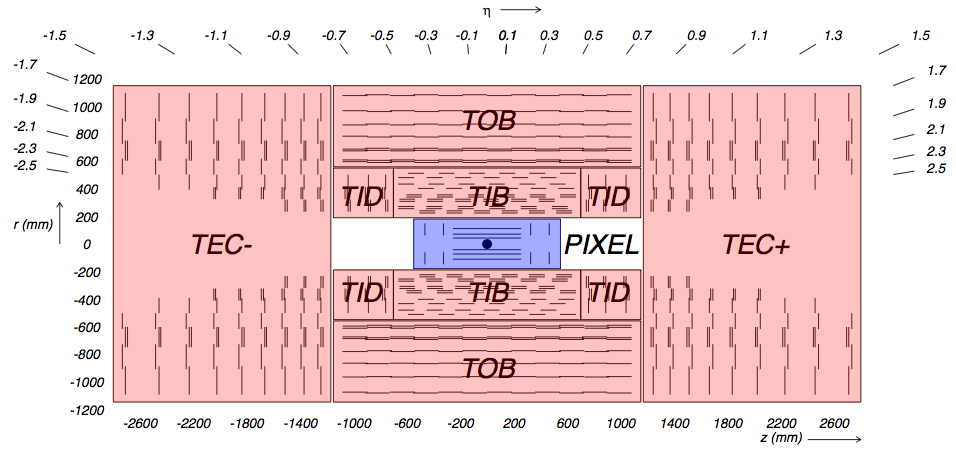 η
-1.5 -1.3 -1.1 -0.9 -0.7 -0.5 -0.3 -0.1 0.1 0.3 0.5 0.7 0.9 1.1 1.3 1.5
-1.7 1.7
-1.9 1.9
-2.1 2.1
-2.3 2.3
-2.5 2.5
1200
1000
800
600
400
200
0
-200
-400
-600
-800
-1000
-1200
r (mm)
TOB
TID TIB TID
TEC- PIXEL TEC+
TID TIB TID
TOB
-2600 -2200 -1800 -1400 -1000 -600 -200 200 600 1000 1400 1800 2200 2600
z (mm)